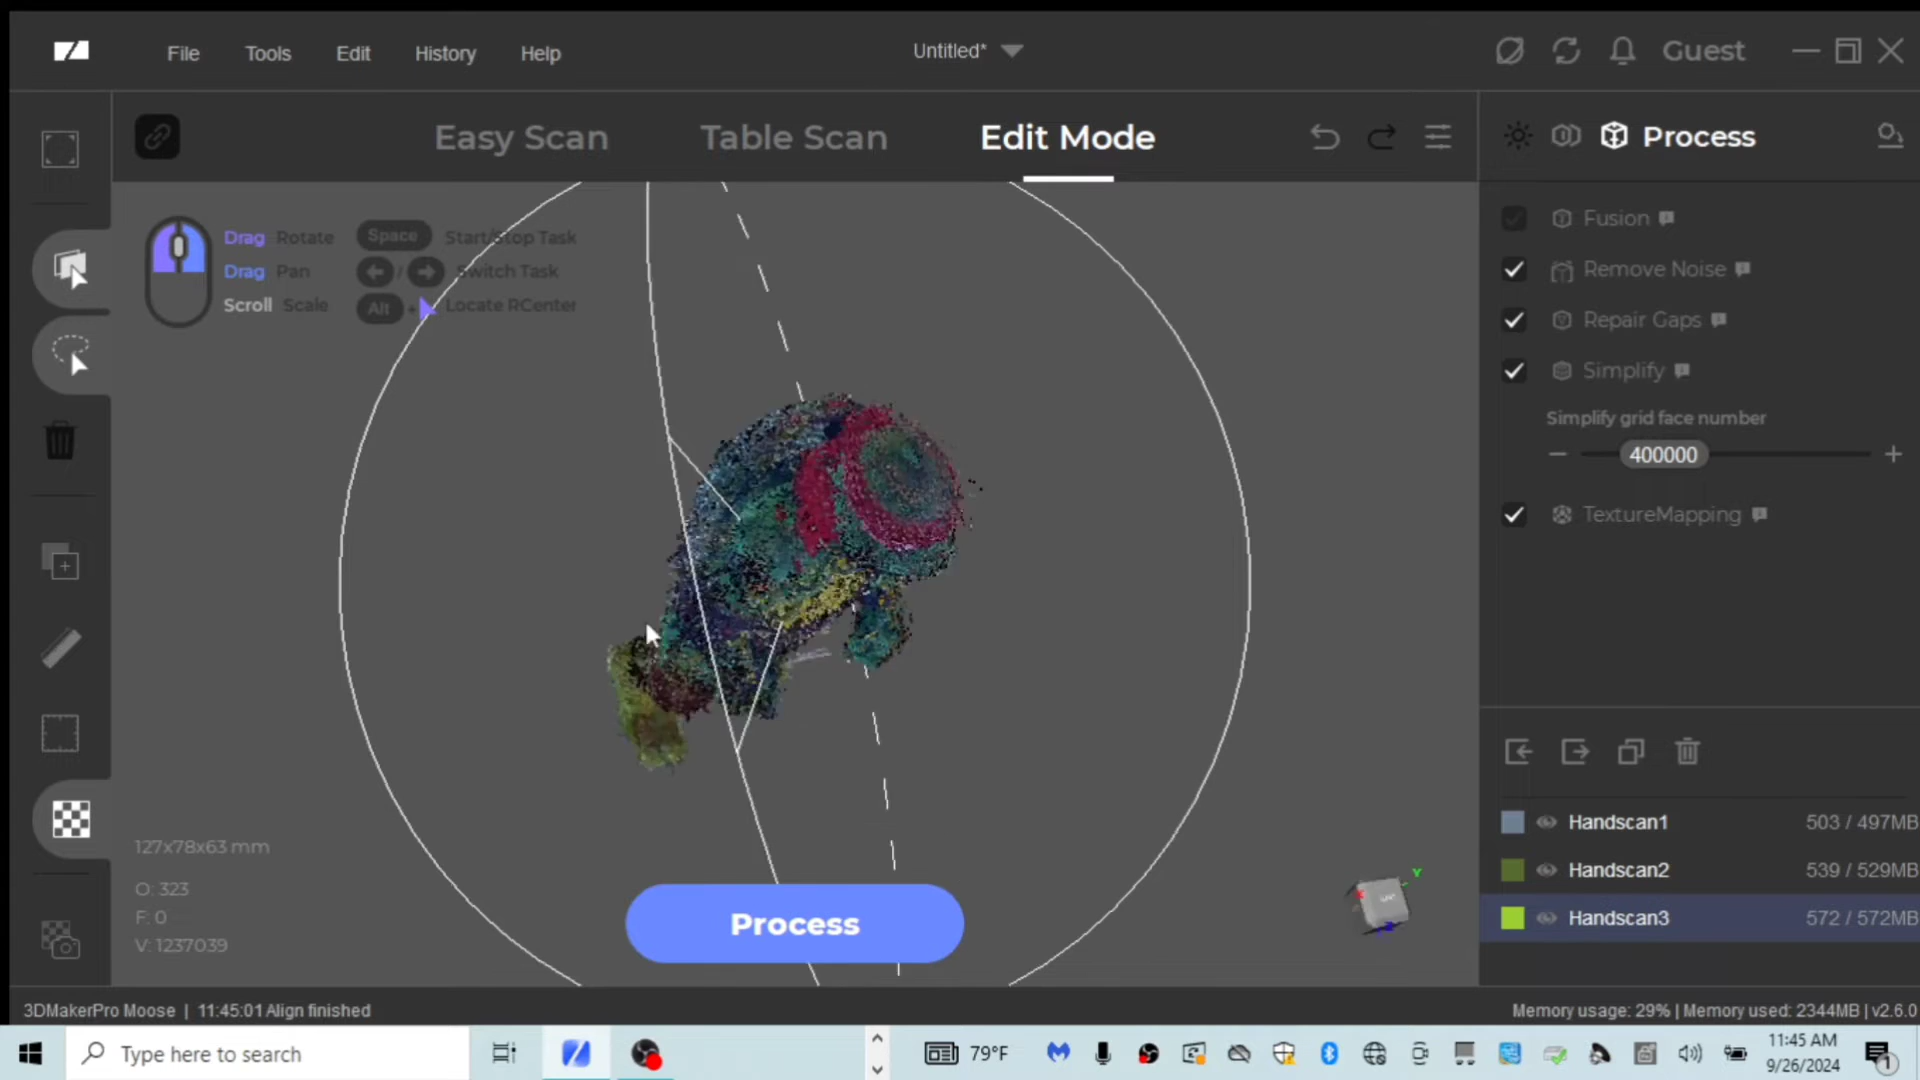 File Tools Edit History Help
Untitled*
Guest
Easy Scan Table Scan Edit Mode
Process
Drag Rotate Space Start/Stop Task
Drag Pan / Switch Task
Scroll Scale Alt + Locate RCenter
Fusion
Remove Noise
Repair Gaps
Simplify
Simplify grid face number
400000
TextureMapping
Handscan1 503 / 497MB
Handscan2 539 / 529MB
Handscan3 572 / 572MB
127x78x63 mm
O: 323
F: 0
V: 1237039
Process
Y
3DMakerPro Moose | 11:45:01 Align finished
Memory usage: 29% | Memory used: 2344MB | v2.6.0
Type here to search
79°F
11:45 AM
9/26/2024
1